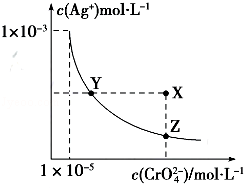 c(Ag⁺)mol·L⁻¹
1×10⁻³
Y
X
Z
1 × 10⁻⁵
c(CrO₄²⁻)/mol·L⁻¹